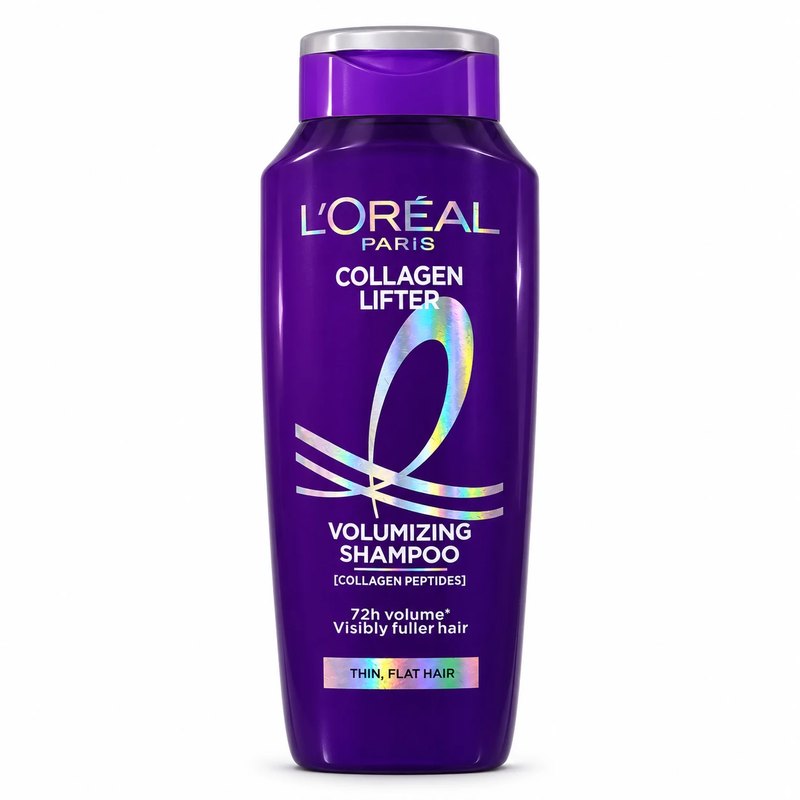 L'ORÉAL
PARiS
COLLAGEN
LIFTER
VOLUMIZING
SHAMPOO
[COLLAGEN PEPTIDES]
72h volume*
Visibly fuller hair
THIN, FLAT HAIR